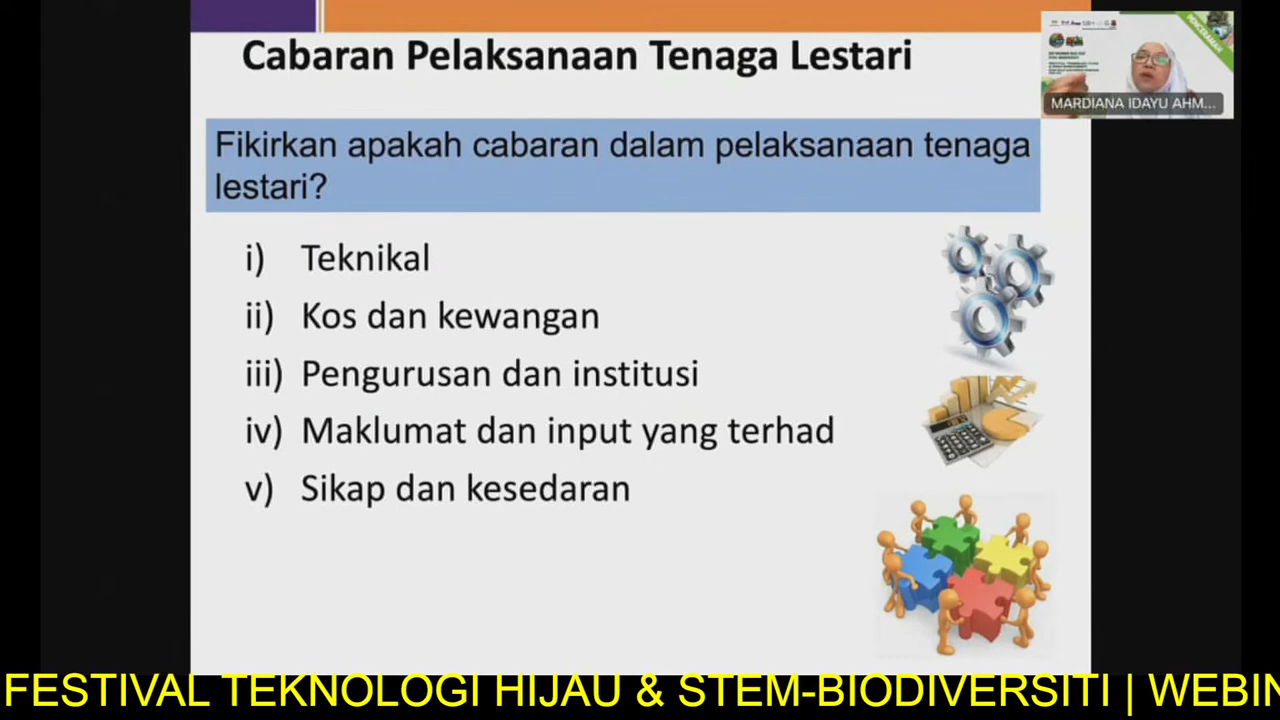 Cabaran Pelaksanaan Tenaga Lestari
Fikirkan apakah cabaran dalam pelaksanaan tenaga
lestari?
i) Teknikal
ii) Kos dan kewangan
iii) Pengurusan dan institusi
iv) Maklumat dan input yang terhad
v) Sikap dan kesedaran
PENCERAMAH
MARDIANA IDAYU AHM...
FESTIVAL TEKNOLOGI HIJAU & STEM-BIODIVERSITI | WEBIN